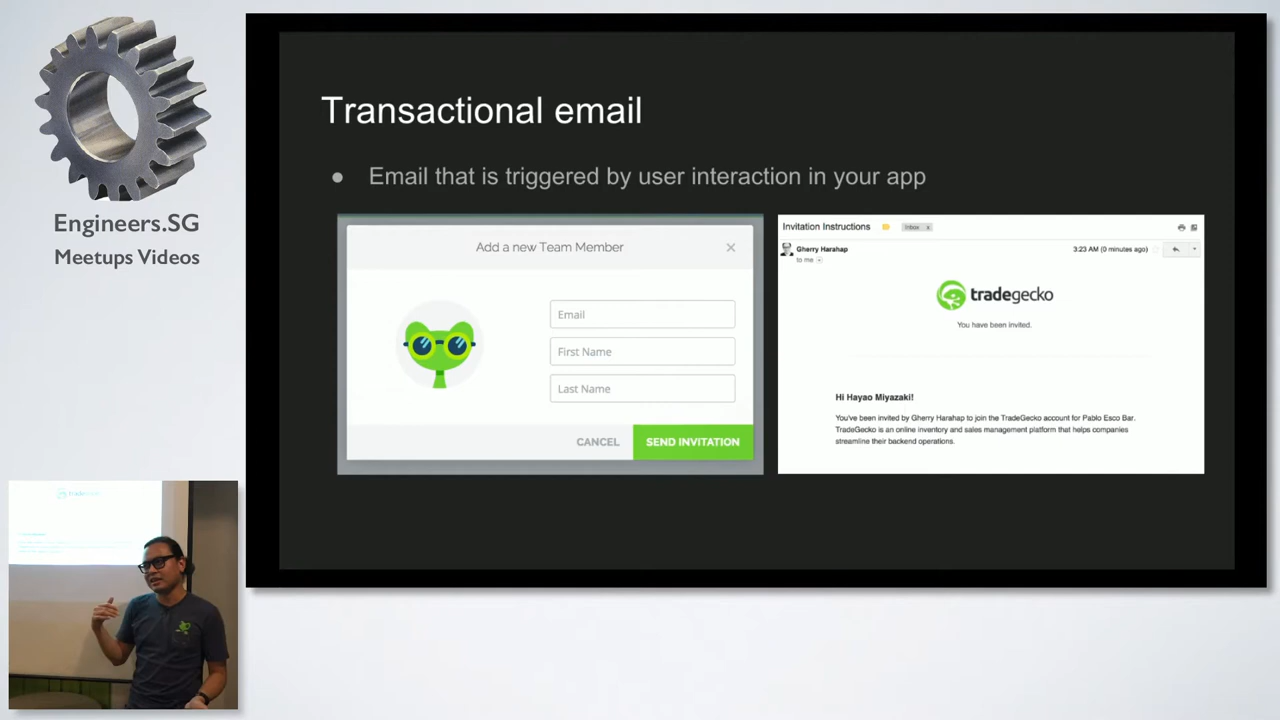 Engineers.SG
Meetups Videos
Transactional email
● Email that is triggered by user interaction in your app
Add a new Team Member
Email
First Name
Last Name
CANCEL
SEND INVITATION
Invitation Instructions
Inbox x
Gherry Harahap
3:23 AM (0 minutes ago)
to me
tradegecko
You have been invited.
Hi Hayao Miyazaki!
You've been invited by Gherry Harahap to join the TradeGecko account for Pablo Esco Bar.
TradeGecko is an online inventory and sales management platform that helps companies
streamline their backend operations.